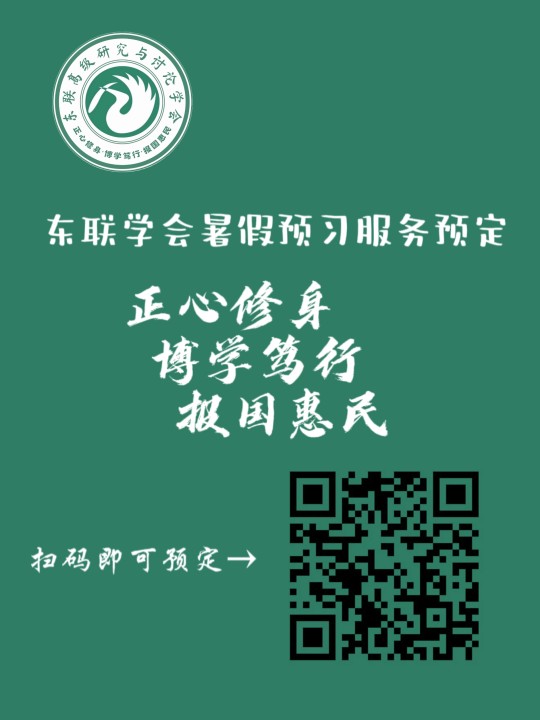 东联高级研究与讨论学会
正心修身·博学笃行·报国惠民
东联学会暑假预习服务预定
正心修身
博学笃行
报国惠民
扫码即可预定→